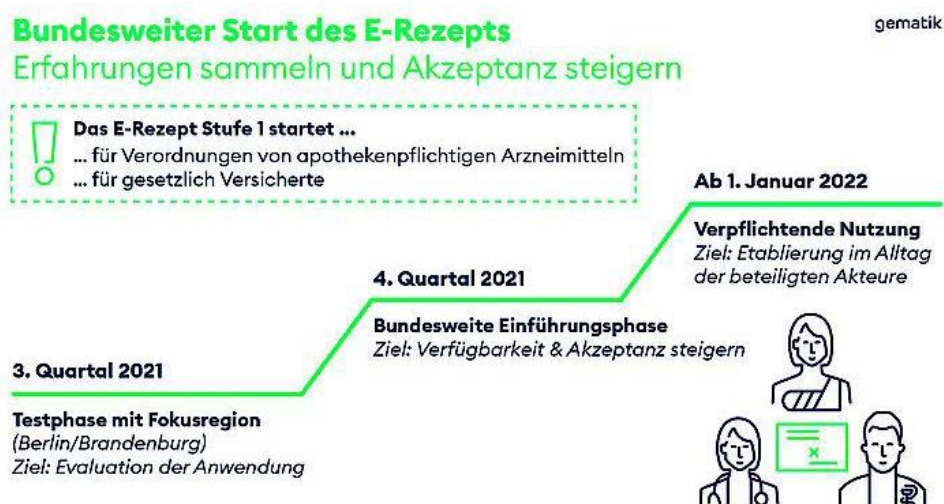 Bundesweiter Start des E-Rezepts
gematik
Erfahrungen sammeln und Akzeptanz steigern
Das E-Rezept Stufe 1 startet ...
... für Verordnungen von apothekenpflichtigen Arzneimitteln
... für gesetzlich Versicherte
Ab 1. Januar 2022
Verpflichtende Nutzung
Ziel: Etablierung im Alltag
der beteiligten Akteure
4. Quartal 2021
Bundesweite Einführungsphase
Ziel: Verfügbarkeit & Akzeptanz steigern
3. Quartal 2021
Testphase mit Fokusregion
(Berlin/Brandenburg)
Ziel: Evaluation der Anwendung